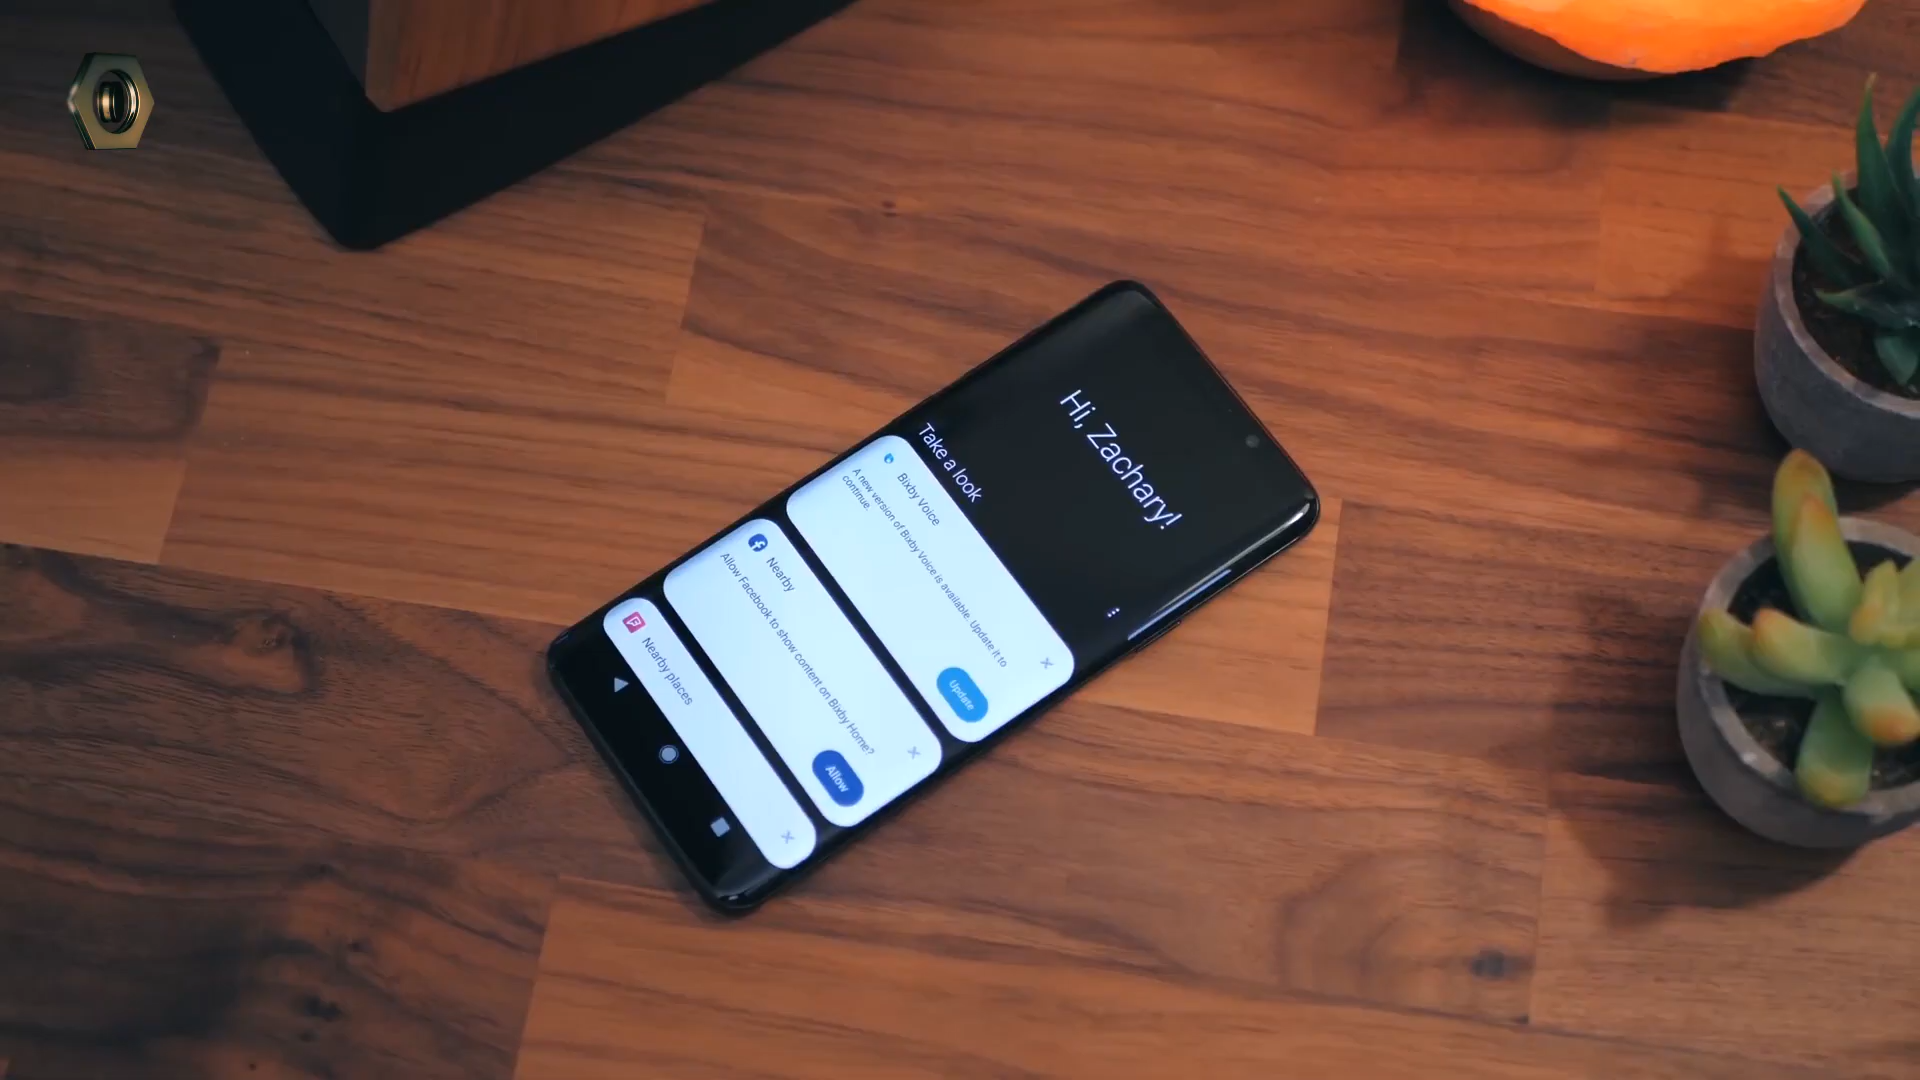 Hi, Zachary!
Take a look
Bixby Voice
A new version of Bixby Voice is available. Update it to
continue.
Update
Nearby
Allow Facebook to show content on Bixby Home?
Allow
Nearby places